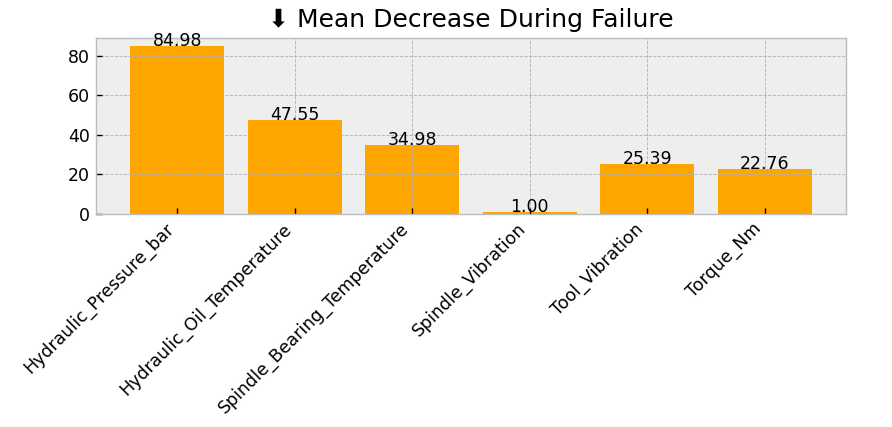 ⬇ Mean Decrease During Failure
80
60
40
20
0
84.98
47.55
34.98
1.00
25.39
22.76
Hydraulic_Pressure_bar
Hydraulic_Oil_Temperature
Spindle_Bearing_Temperature
Spindle_Vibration
Tool_Vibration
Torque_Nm